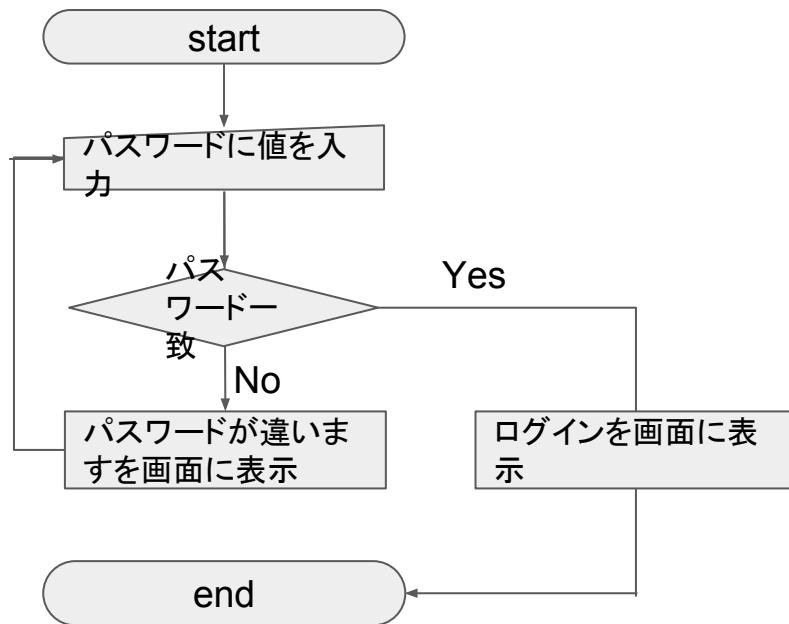 start
パスワードに値を入
力
パス
ワード一
致
Yes
No
パスワードが違いま
すを画面に表示
ログインを画面に表
示
end